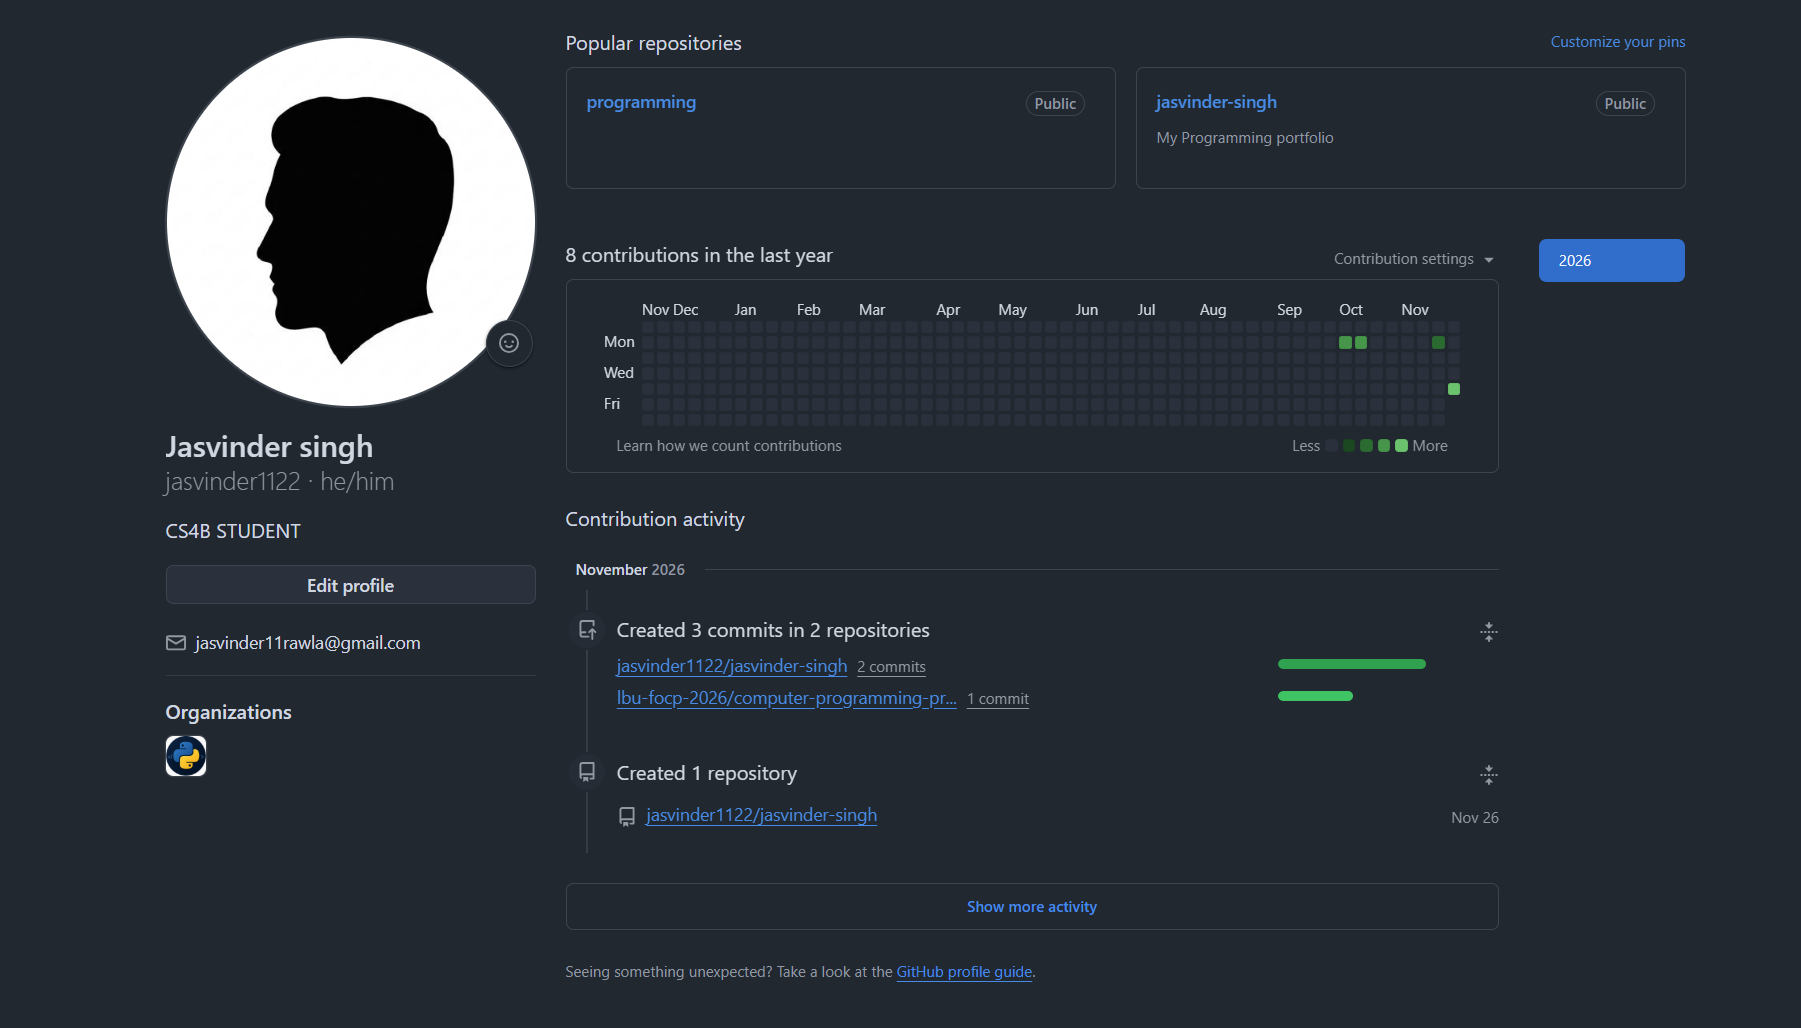 Jasvinder singh
jasvinder1122 · he/him
CS4B STUDENT
Edit profile
jasvinder11rawla@gmail.com
Organizations
Popular repositories
Customize your pins
programming
Public
jasvinder-singh
Public
My Programming portfolio
8 contributions in the last year
Contribution settings
2026
Nov Dec Jan Feb Mar Apr May Jun Jul Aug Sep Oct Nov
Mon
Wed
Fri
Learn how we count contributions
Less
More
Contribution activity
November 2026
Created 3 commits in 2 repositories
jasvinder1122/jasvinder-singh 2 commits
lbu-focp-2026/computer-programming-pr... 1 commit
Created 1 repository
jasvinder1122/jasvinder-singh
Nov 26
Show more activity
Seeing something unexpected? Take a look at the GitHub profile guide.